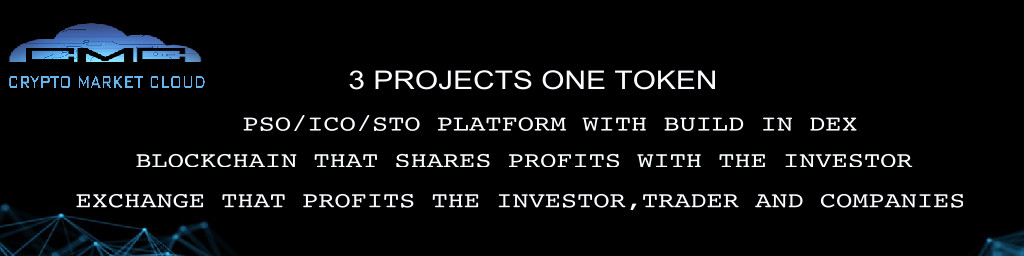 CMC
CRYPTO MARKET CLOUD
3 PROJECTS ONE TOKEN
PSO/ICO/STO PLATFORM WITH BUILD IN DEX
BLOCKCHAIN THAT SHARES PROFITS WITH THE INVESTOR
EXCHANGE THAT PROFITS THE INVESTOR,TRADER AND COMPANIES